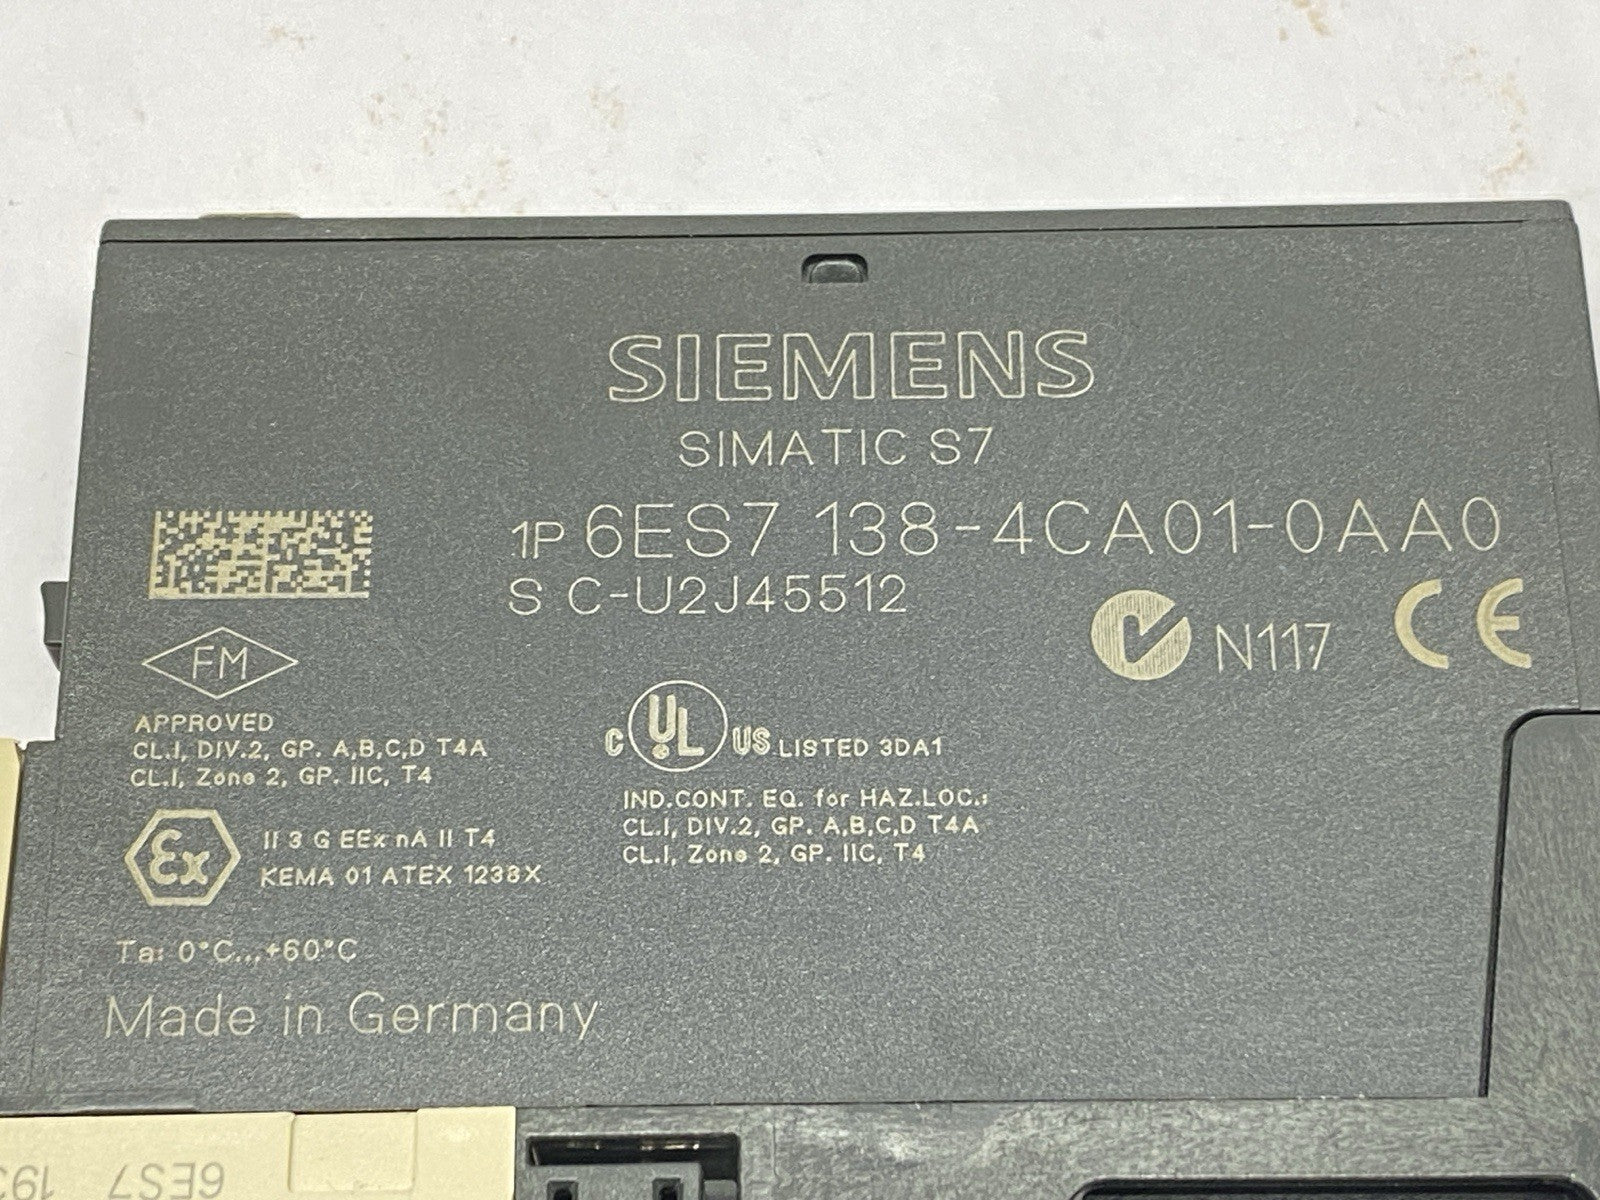 SIEMENS
SIMATIC S7
1P 6ES7 138-4CA01-0AA0
S C-U2J45512
N117
CE
FM
APPROVED
CL.I, DIV.2, GP. A,B,C,D T4A
CL.I, Zone 2, GP. IIC, T4
C UL US LISTED 3DA1
IND.CONT. EQ. for HAZ.LOC.:
CL.I, DIV.2, GP. A,B,C,D T4A
CL.I, Zone 2, GP. IIC, T4
Ex
II 3 G EEx nA II T4
KEMA 01 ATEX 1238X
Ta: 0°C...+60°C
Made in Germany
6ES7 193